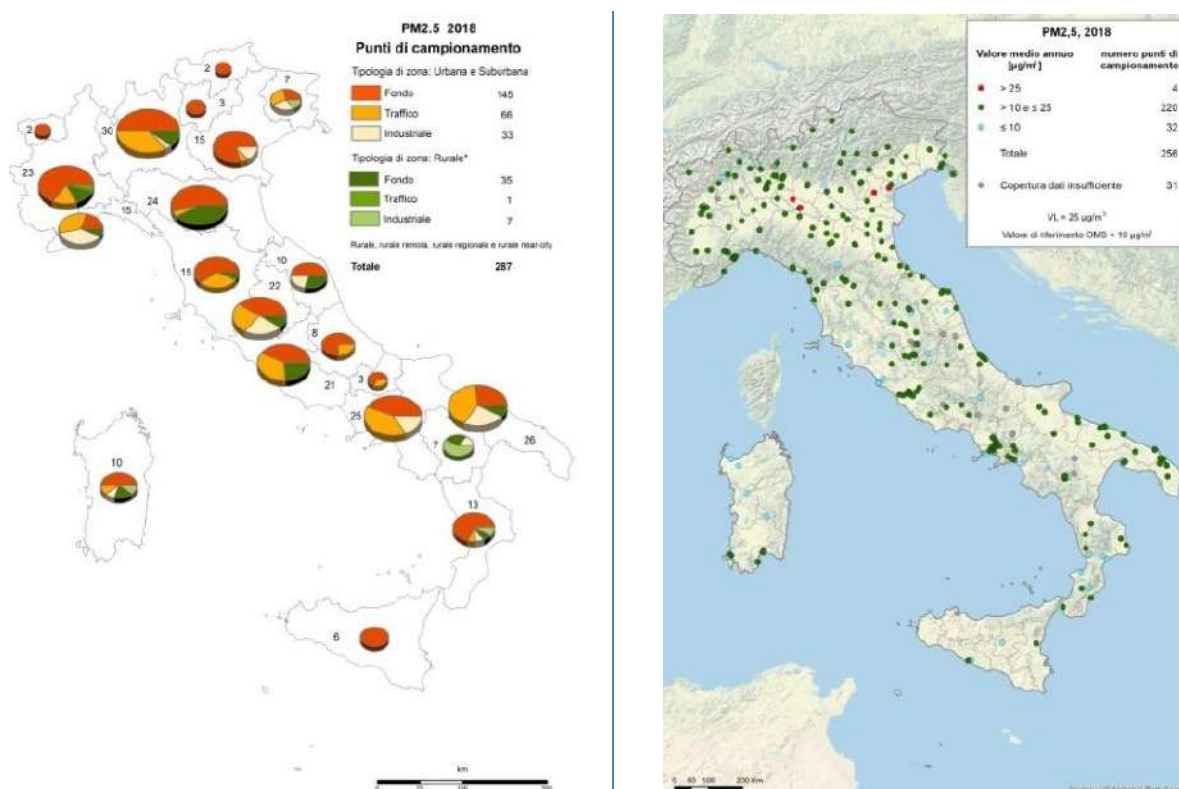 PM2.5 2018
Punti di campionamento
Tipologia di zona: Urbana e Suburbana
Fondo 145
Traffico 66
Industriale 33
Tipologia di zona: Rurale*
Fondo 35
Traffico 1
Industriale 7
Rurale, rurale remota, rurale regionale e rurale near-city
Totale 287
2
7
3
2
30
15
23
24
15
10
15
22
8
21
3
25
26
7
10
13
6
km
PM2,5, 2018
Valore medio annuo numero punti di
[µg/m³] campionamento
> 25 4
> 10 e ≤ 25 220
≤ 10 32
Totale 256
Copertura dati insufficiente 31
VL = 25 µg/m³
Valore di riferimento OMS = 10 µg/m³
0 50 100 200 Km